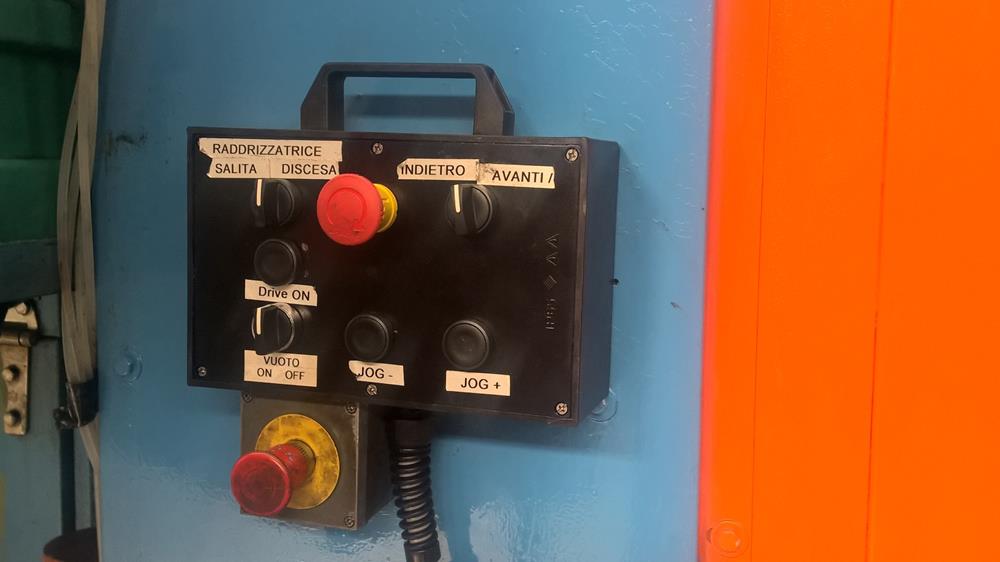 RADDRIZZATRICE
SALITA DISCESA
INDIETRO AVANTI /
Drive ON
VUOTO
ON OFF
JOG -
JOG +